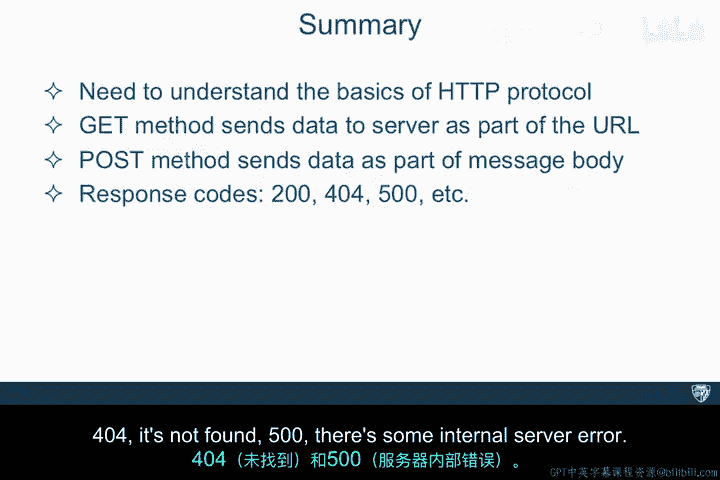 Summary
✧ Need to understand the basics of HTTP protocol
✧ GET method sends data to server as part of the URL
✧ POST method sends data as part of message body
✧ Response codes: 200, 404, 500, etc.
404, it's not found, 500, there's some internal server error.
404（未找到）和500（服务器内部错误）。
GPT中英字幕课程资源@bilibili.com